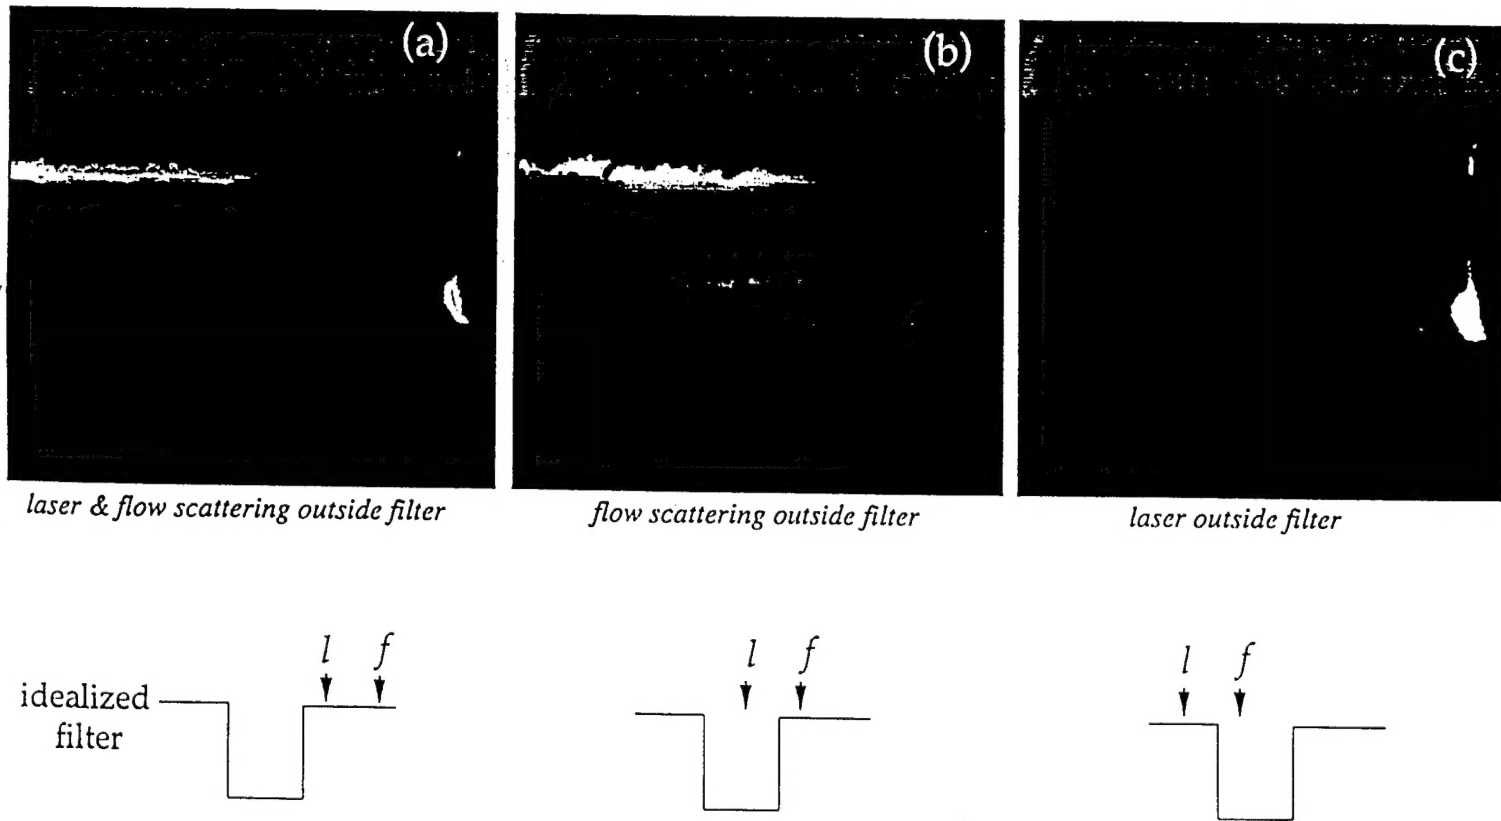 (a)
(b)
(c)
laser & flow scattering outside filter
flow scattering outside filter
laser outside filter
l f
l f
l f
idealized
filter